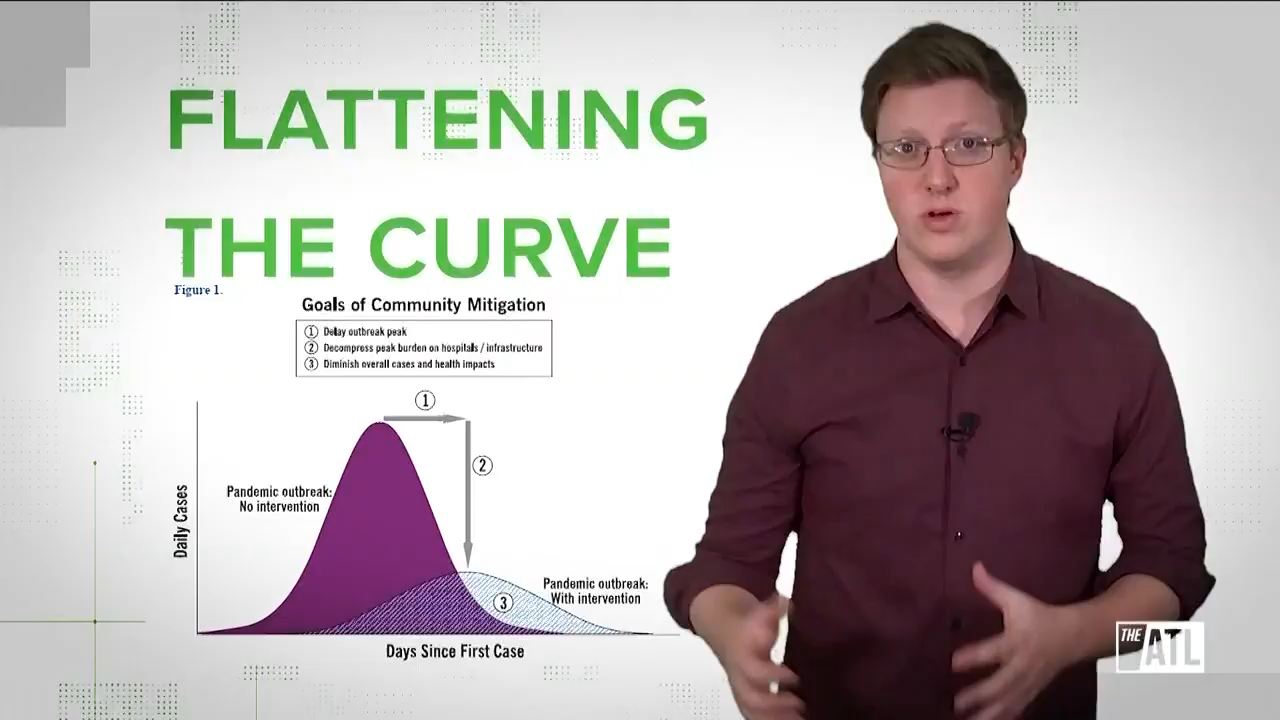 FLATTENING
THE CURVE
Figure 1.
Goals of Community Mitigation
① Delay outbreak peak
② Decompress peak burden on hospitals / infrastructure
③ Diminish overall cases and health impacts
①
②
Pandemic outbreak:
No intervention
Daily Cases
Pandemic outbreak:
With intervention
③
Days Since First Case
THE ATL